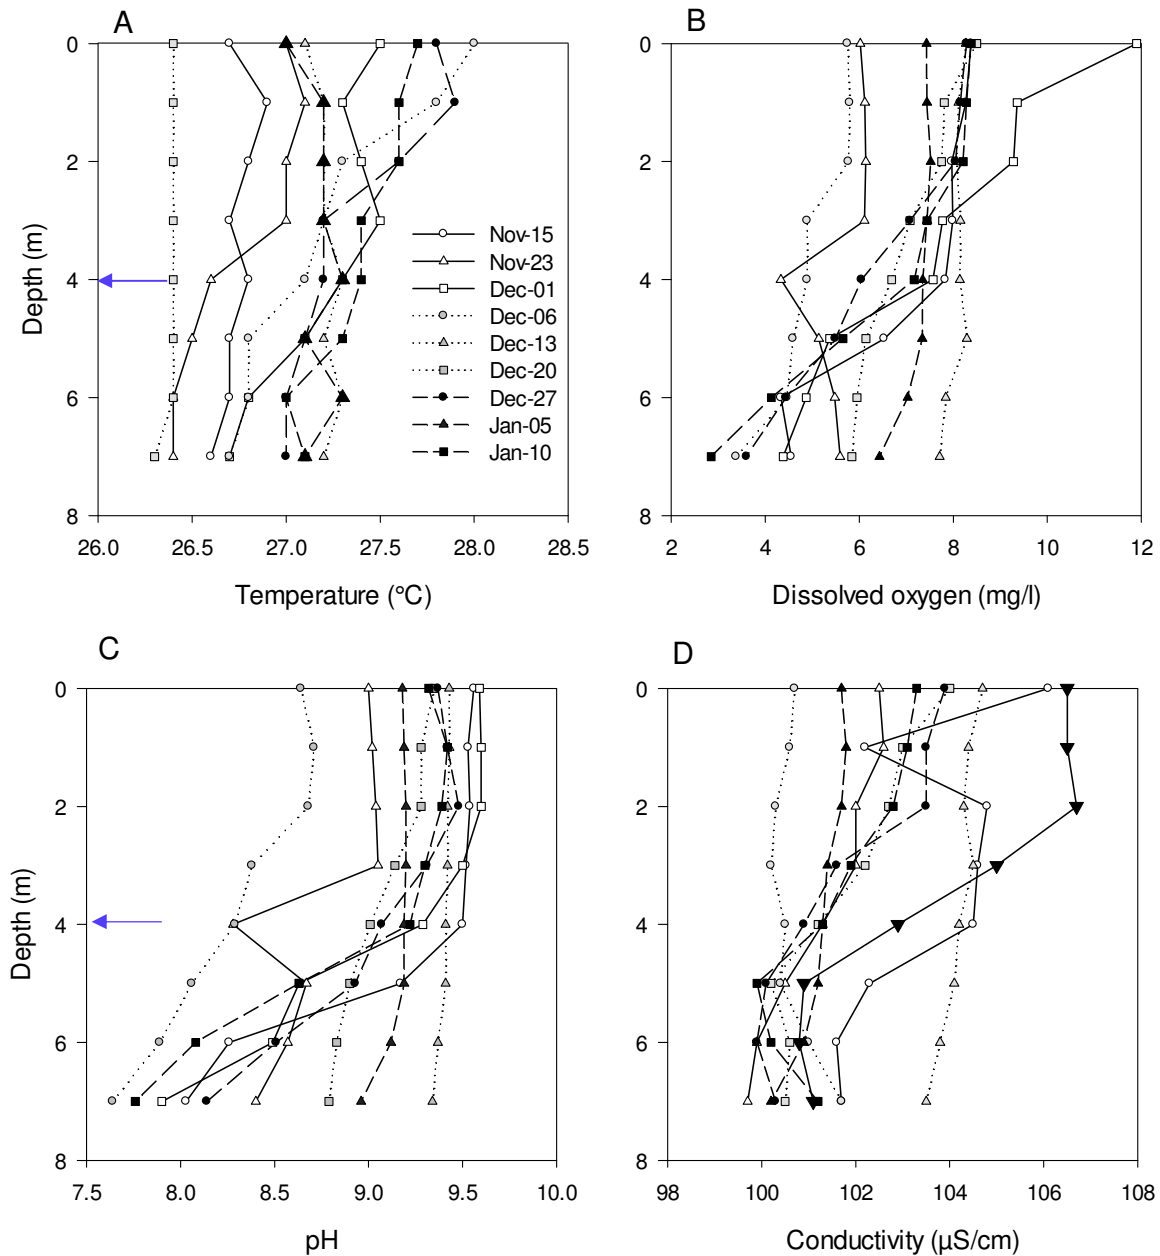 A
B
0
2
4
6
8
Depth (m)
26.0 26.5 27.0 27.5 28.0 28.5
Temperature (°C)
Nov-15
Nov-23
Dec-01
Dec-06
Dec-13
Dec-20
Dec-27
Jan-05
Jan-10
0
2
4
6
8
2 4 6 8 10 12
Dissolved oxygen (mg/l)
C
D
0
2
4
6
8
Depth (m)
7.5 8.0 8.5 9.0 9.5 10.0
pH
0
2
4
6
8
98 100 102 104 106 108
Conductivity (µS/cm)